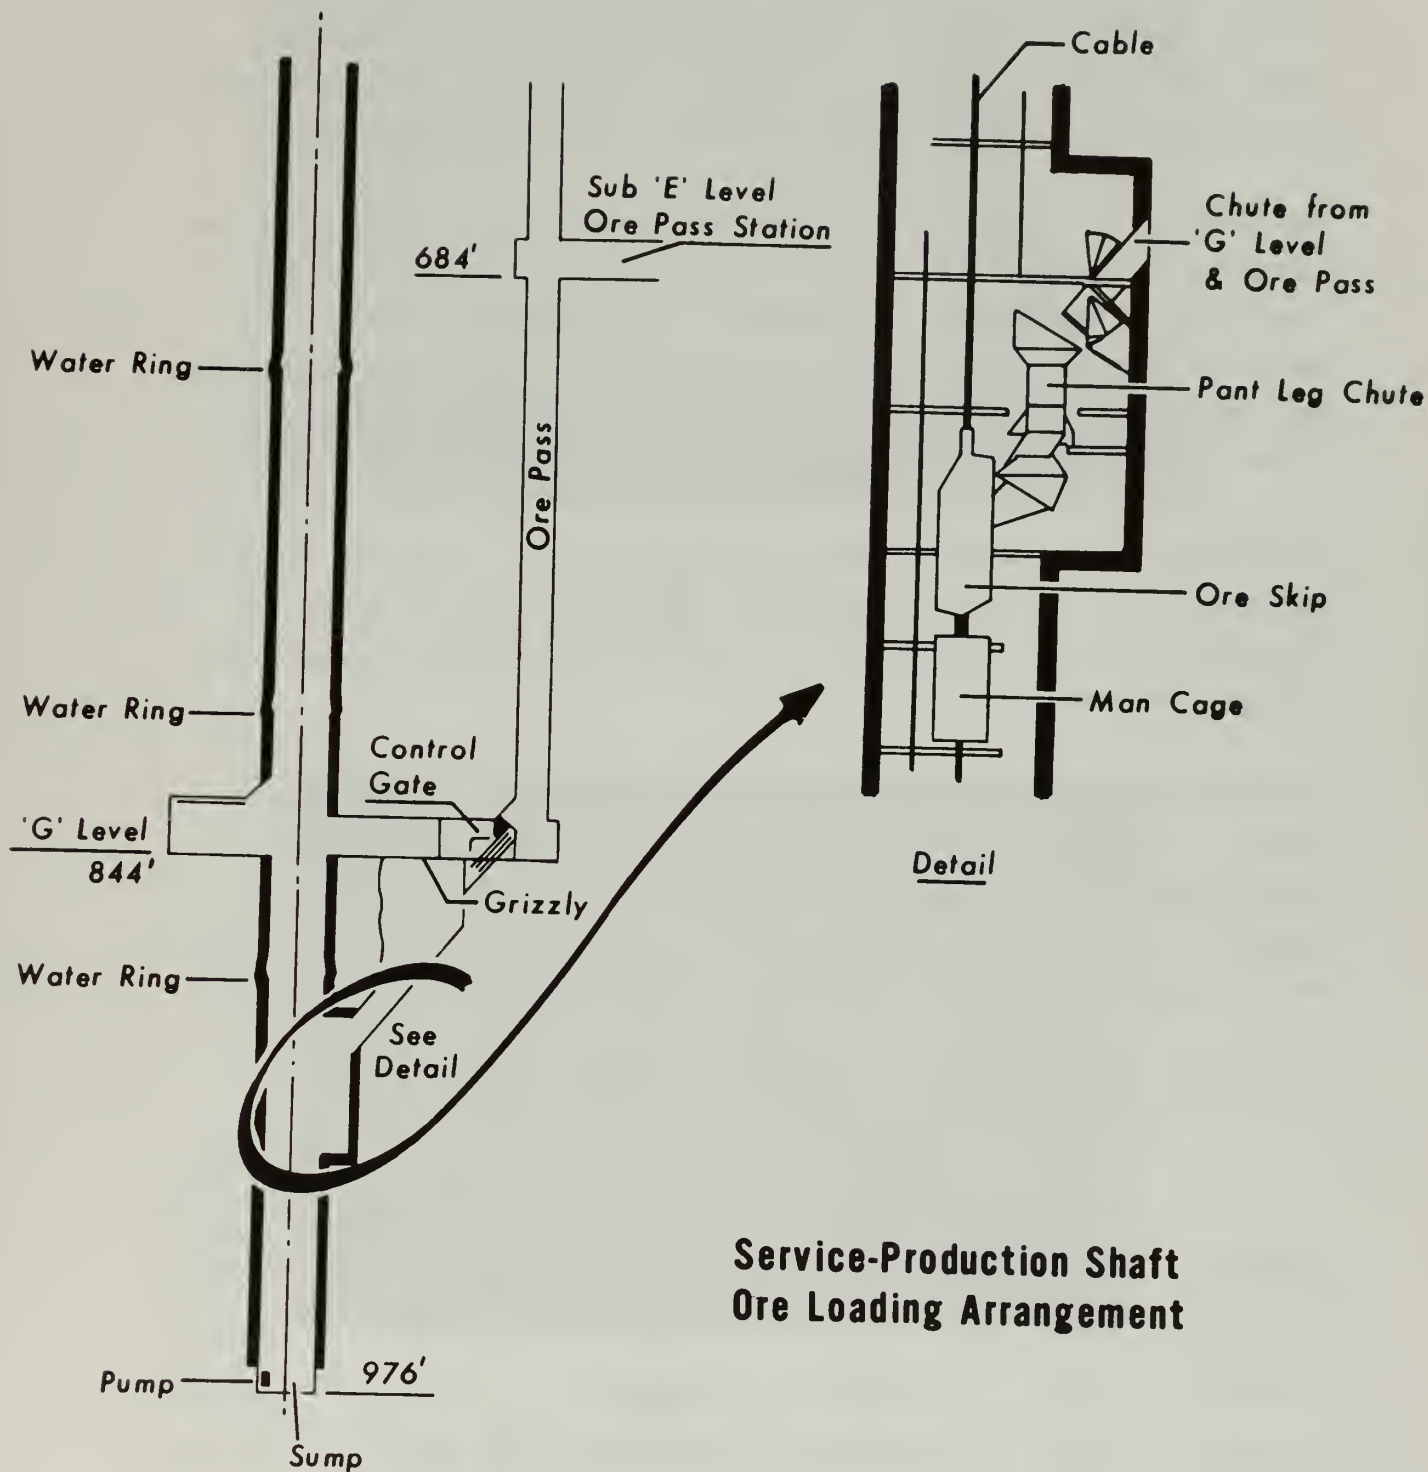 Cable
Sub 'E' Level
Ore Pass Station
684'
Chute from
'G' Level
& Ore Pass
Water Ring
Pant Leg Chute
Ore Pass
Ore Skip
Water Ring
Man Cage
Control
Gate
'G' Level
844'
Detail
Grizzly
Water Ring
See
Detail
Service-Production Shaft
Ore Loading Arrangement
Pump
976'
Sump